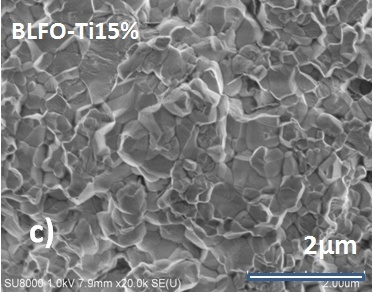 BLFO-Ti15%
c)
2μm
SU8000 1.0kV 7.9mm x20.0k SE(U)
2.00um